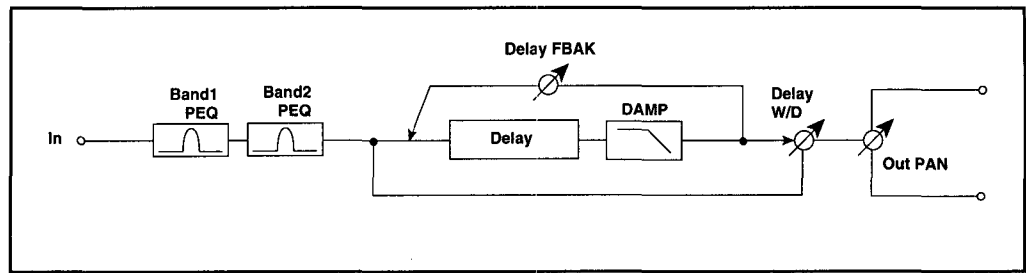 Delay FBAK
Band1
PEQ
Band2
PEQ
DAMP
Delay
W/D
In
Delay
Out PAN